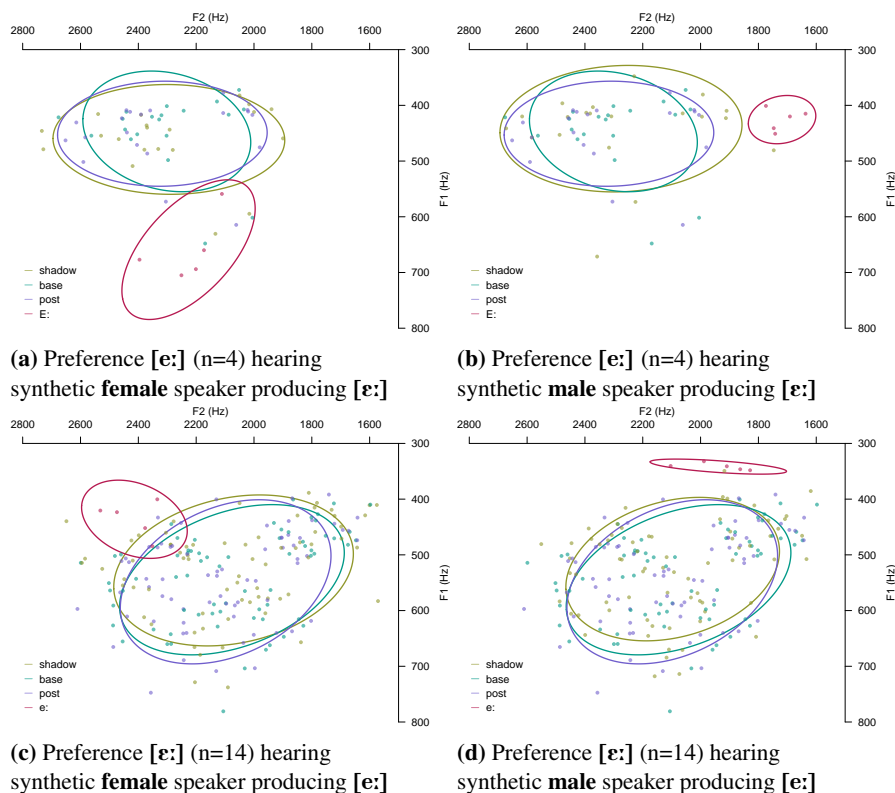 F2 (Hz)
2800 2600 2400 2200 2000 1800 1600
300
400
500
600
700
800
F1 (Hz)
shadow
base
post
E:
(a) Preference [eː] (n=4) hearing
synthetic female speaker producing [ɛː]
F2 (Hz)
2800 2600 2400 2200 2000 1800 1600
300
400
500
600
700
800
F1 (Hz)
shadow
base
post
E:
(b) Preference [eː] (n=4) hearing
synthetic male speaker producing [ɛː]
F2 (Hz)
2800 2600 2400 2200 2000 1800 1600
300
400
500
600
700
800
F1 (Hz)
shadow
base
post
e:
(c) Preference [ɛː] (n=14) hearing
synthetic female speaker producing [eː]
F2 (Hz)
2800 2600 2400 2200 2000 1800 1600
300
400
500
600
700
800
F1 (Hz)
shadow
base
post
e:
(d) Preference [ɛː] (n=14) hearing
synthetic male speaker producing [eː]